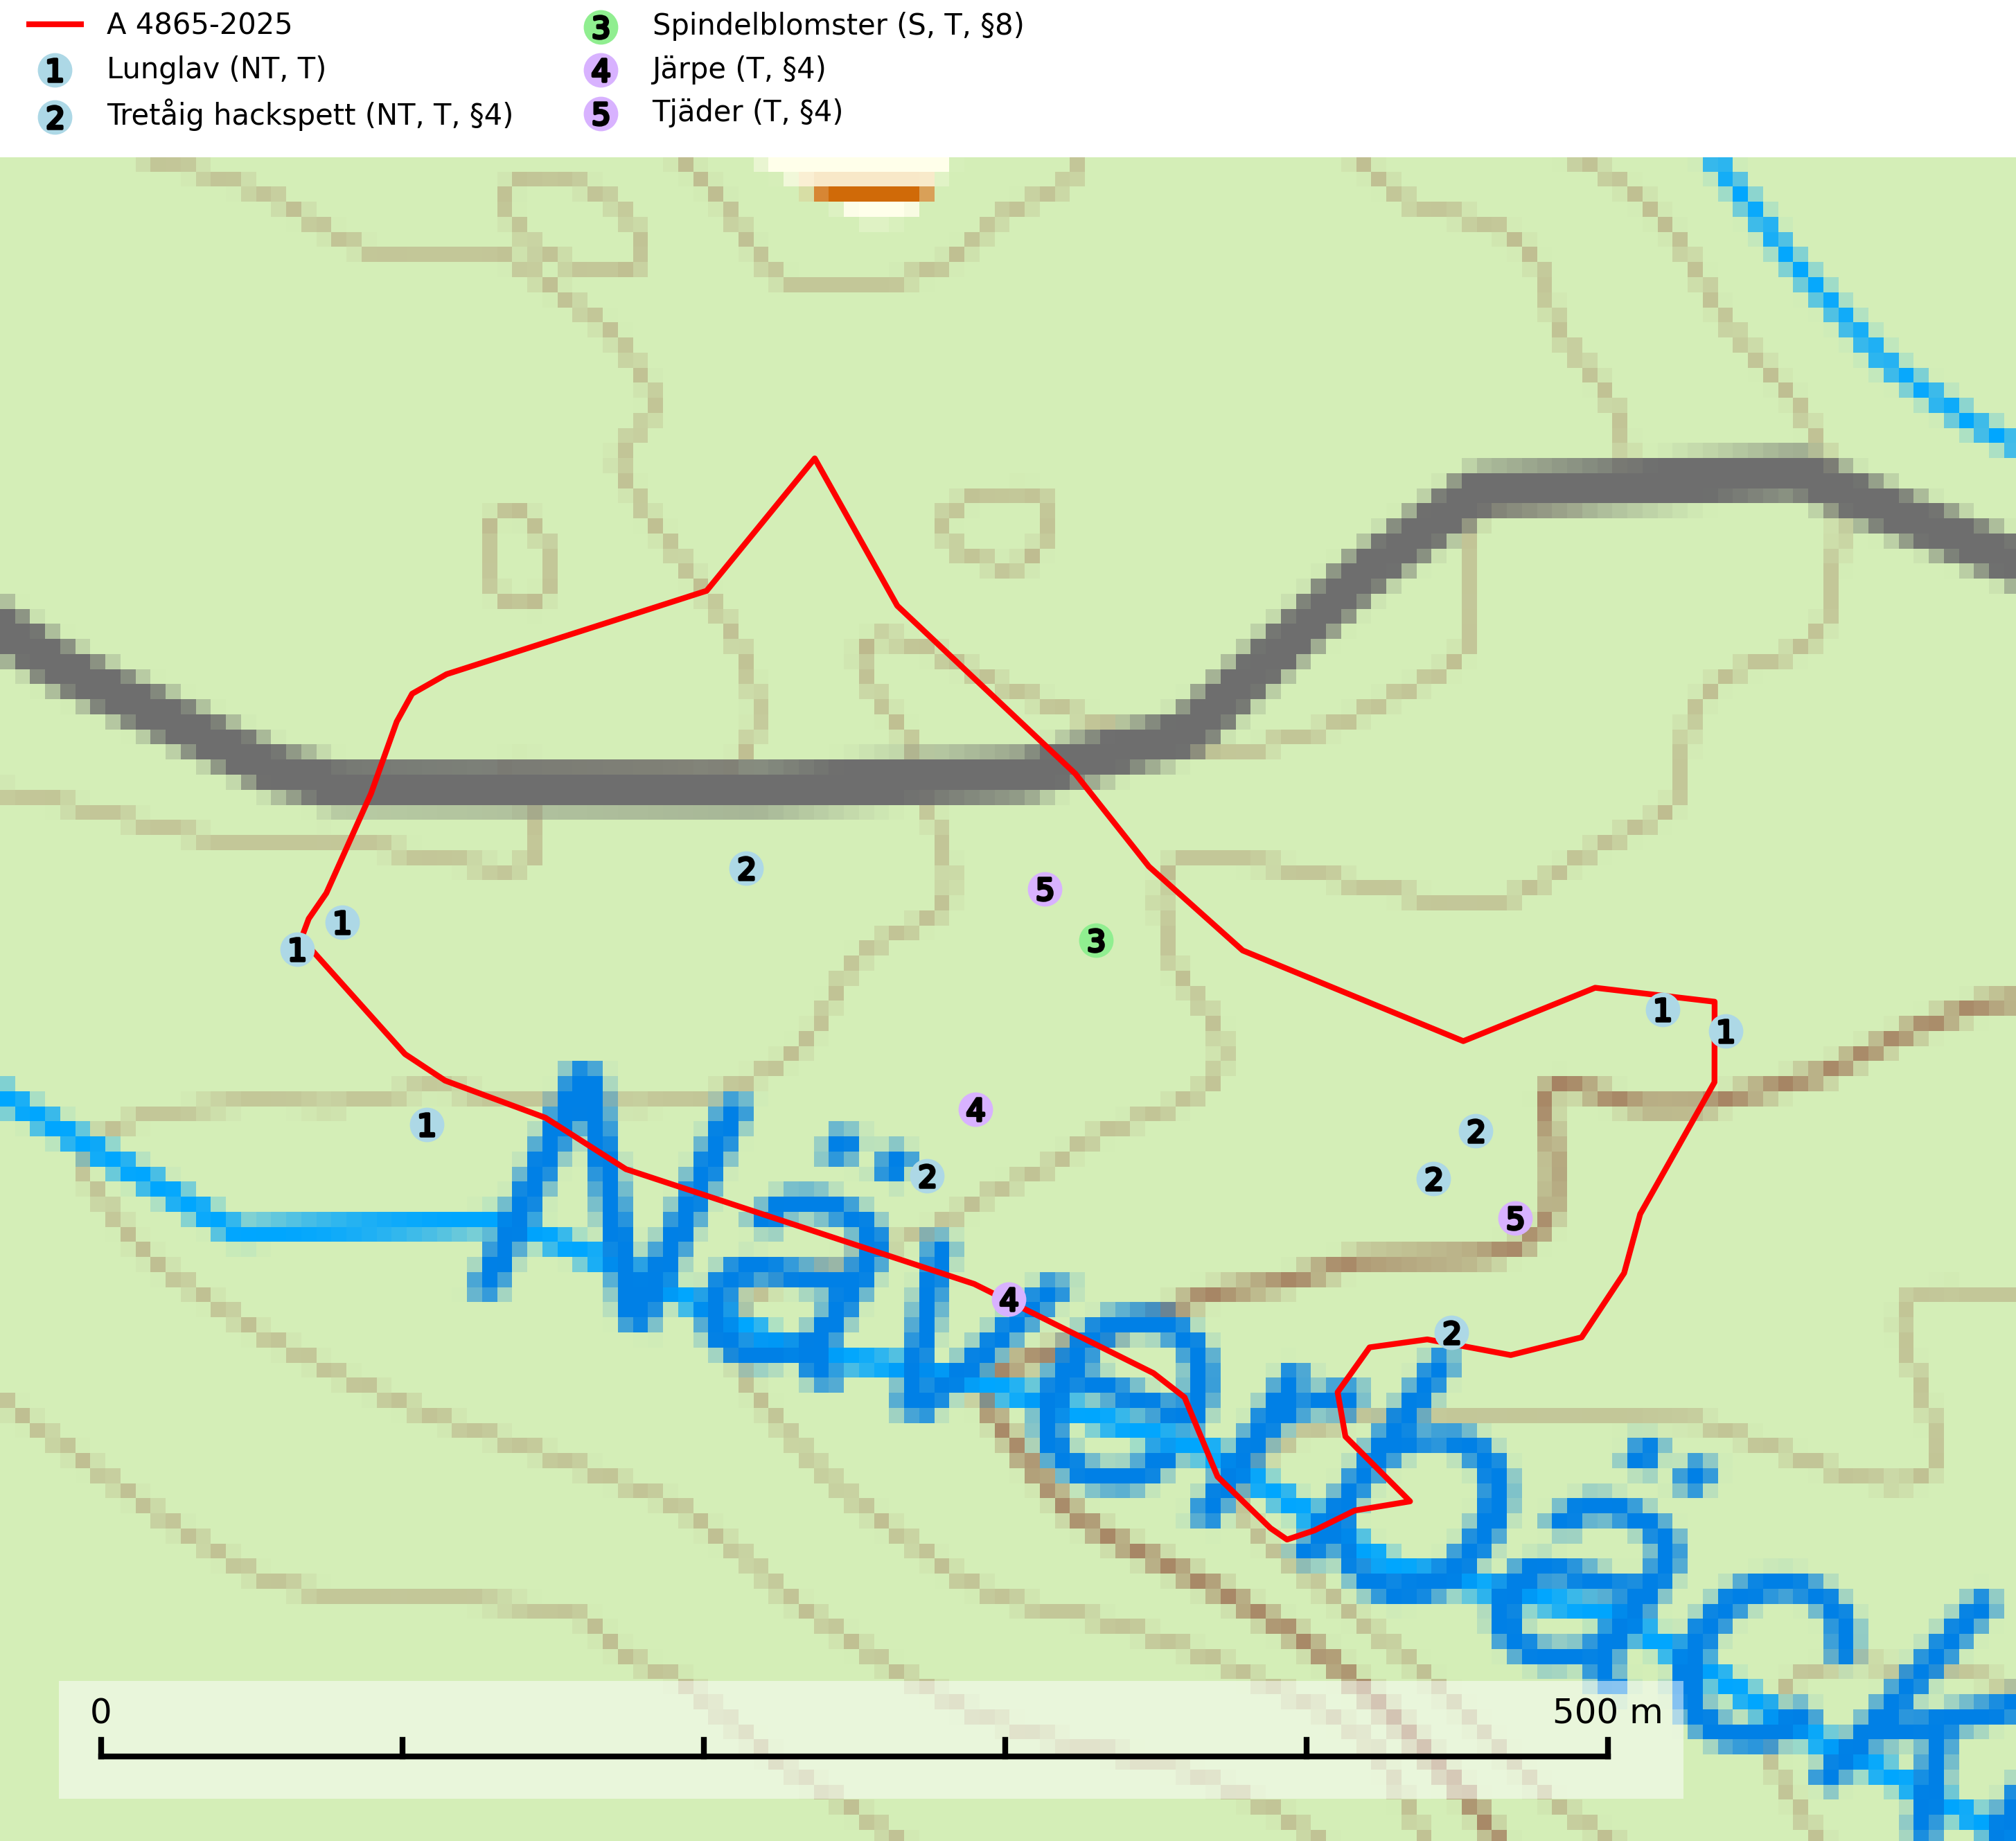 A 4865-2025
1 Lunglav (NT, T)
2 Tretåig hackspett (NT, T, §4)
3 Spindelblomster (S, T, §8)
4 Järpe (T, §4)
5 Tjäder (T, §4)
2
5
1
3
1
1
1
4
1
2
2
2
5
4
2
0 500 m